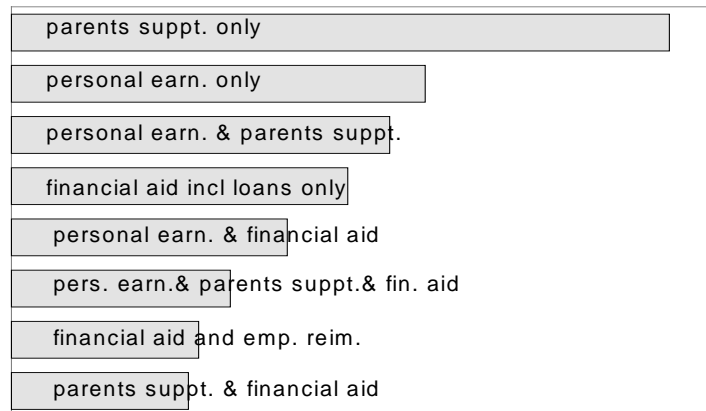 parents suppt. only
personal earn. only
personal earn. & parents suppt.
financial aid incl loans only
personal earn. & financial aid
pers. earn.& parents suppt.& fin. aid
financial aid and emp. reim.
parents suppt. & financial aid